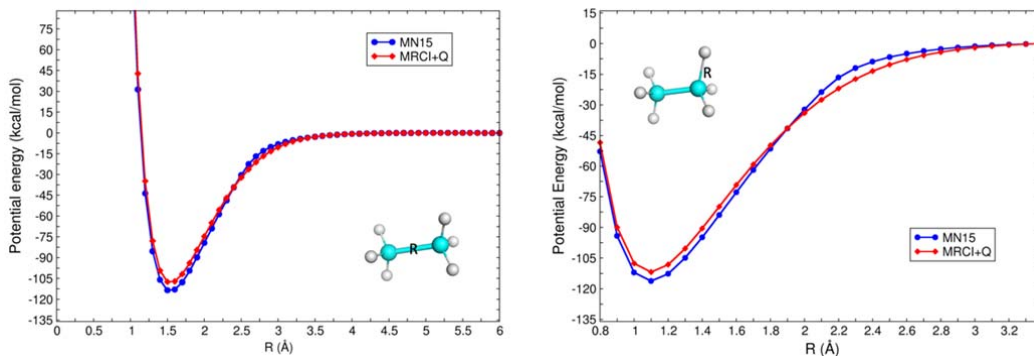 75
60
45
30
15
0
-15
-30
-45
-60
-75
-90
-105
-120
-135
Potential energy (kcal/mol)
MN15
MRCI+Q
R
0 0.5 1 1.5 2 2.5 3 3.5 4 4.5 5 5.5 6
R (Å)
15
0
-15
-30
-45
-60
-75
-90
-105
-120
-135
Potential Energy (kcal/mol)
R
MN15
MRCI+Q
0.8 1 1.2 1.4 1.6 1.8 2 2.2 2.4 2.6 2.8 3 3.2
R (Å)